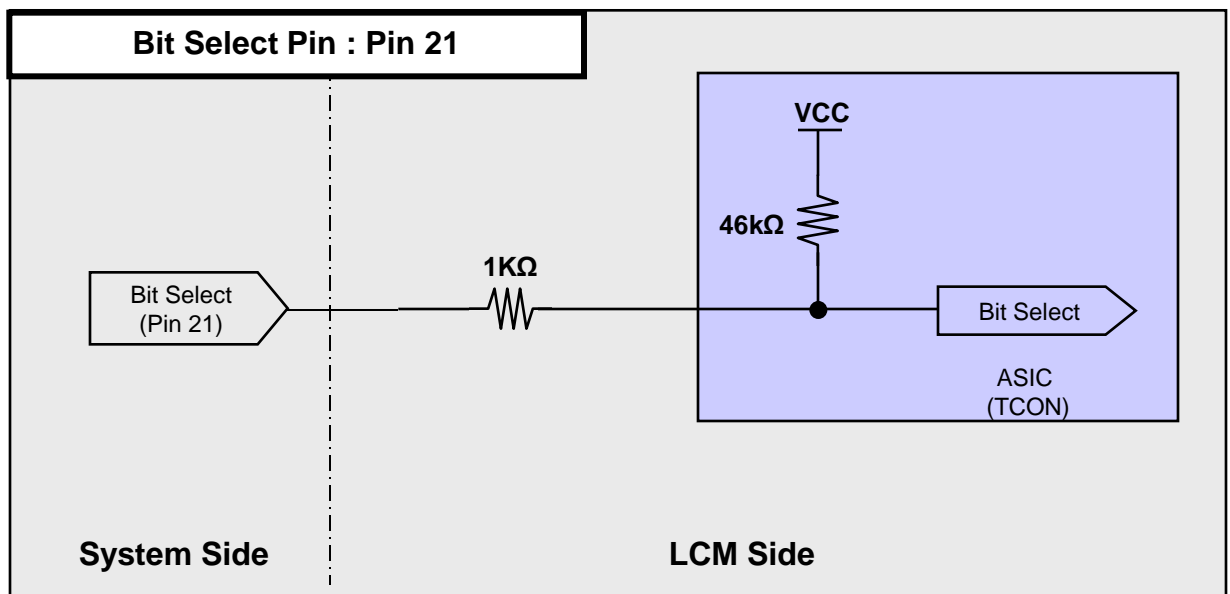 Bit Select Pin : Pin 21
VCC
46kΩ
1KΩ
Bit Select
(Pin 21)
Bit Select
ASIC
(TCON)
System Side
LCM Side